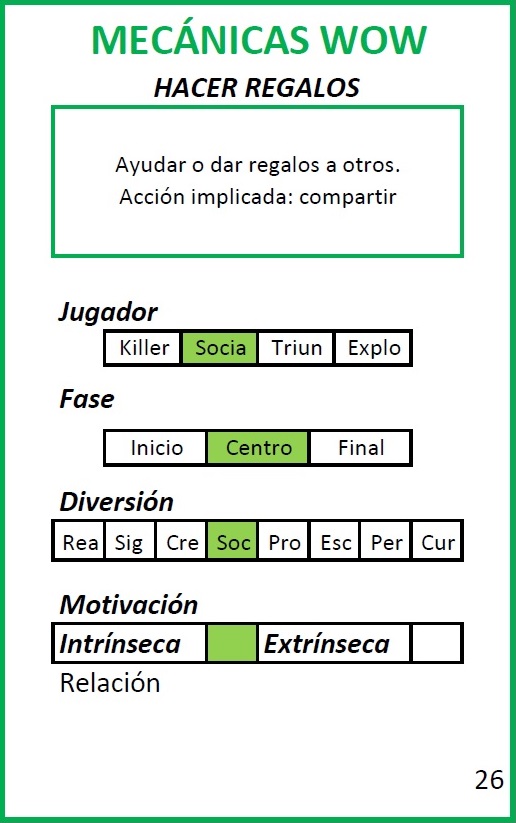 MECÁNICAS WOW
HACER REGALOS
Ayudar o dar regalos a otros.
Acción implicada: compartir
Jugador
Killer Socia Triun Explo
Fase
Inicio Centro Final
Diversión
Rea Sig Cre Soc Pro Esc Per Cur
Motivación
Intrínseca Extrínseca
Relación
26